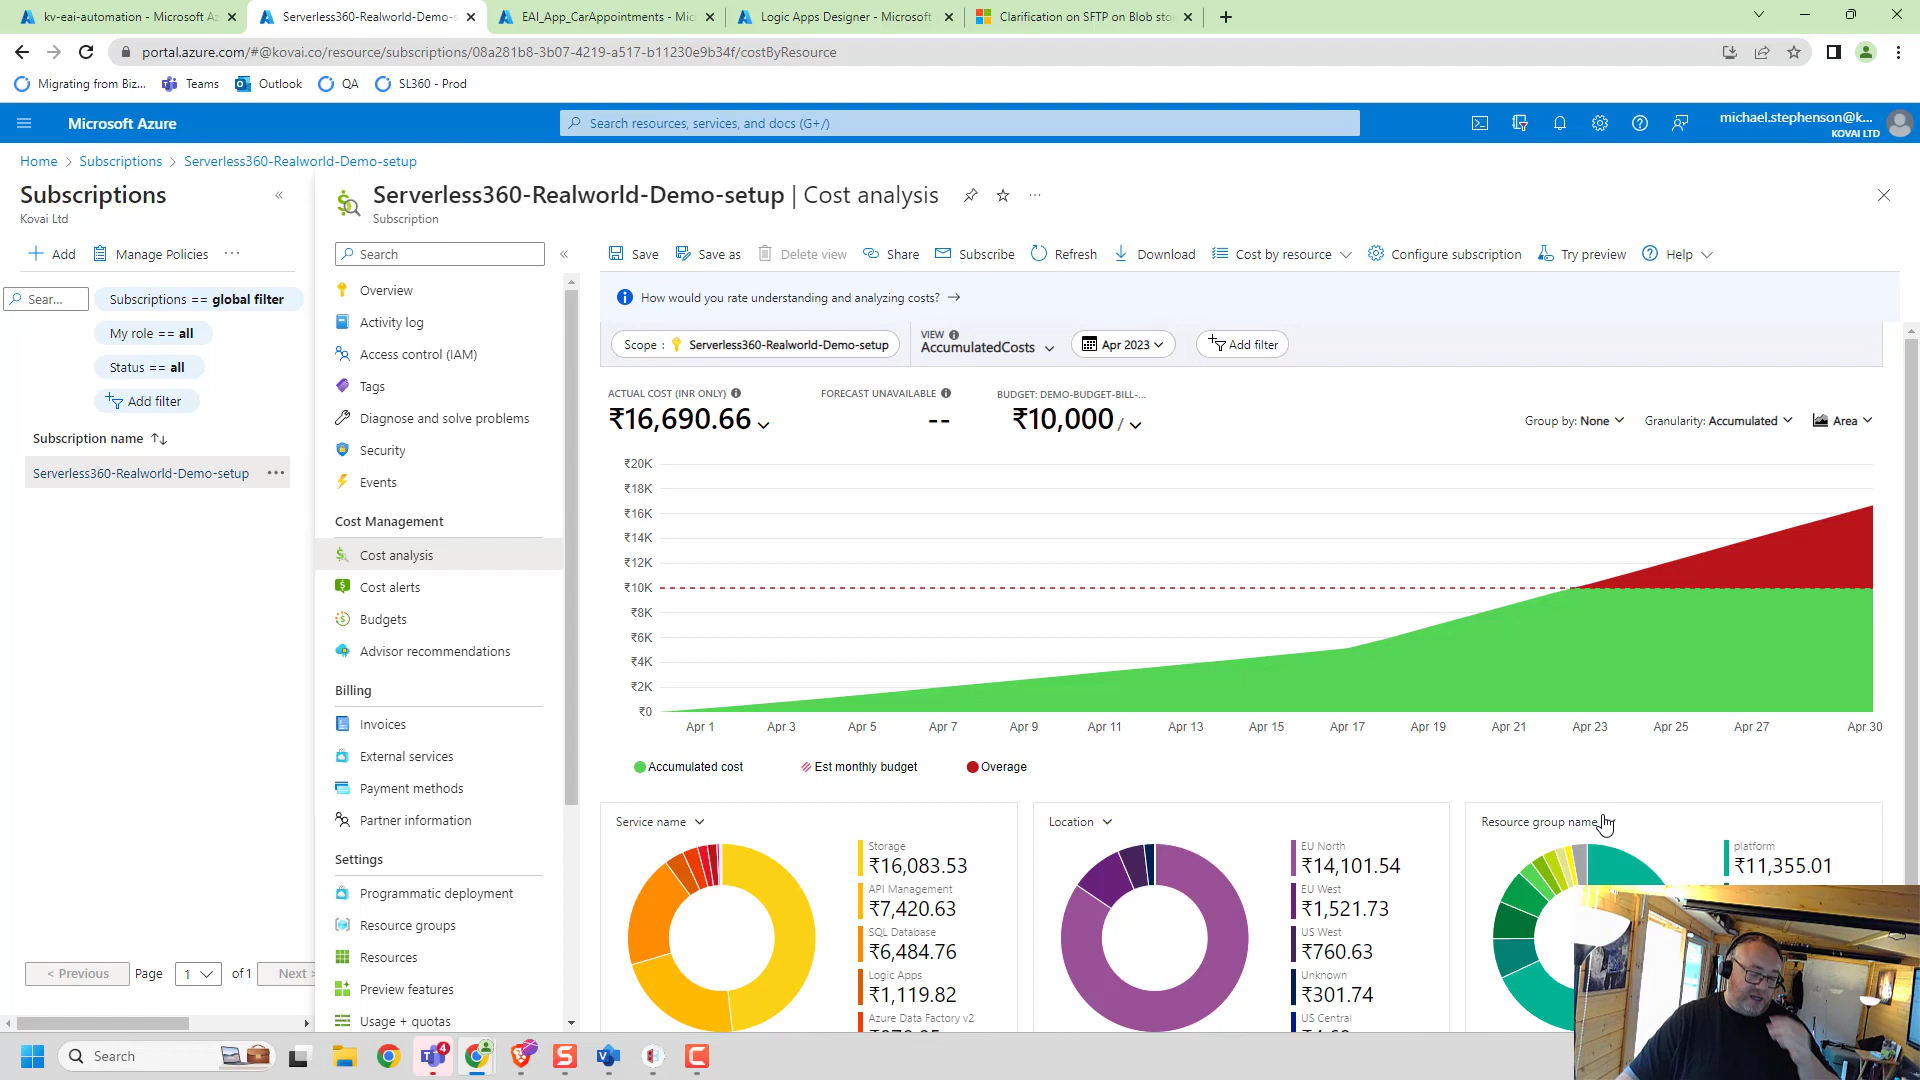 kv-eai-automation - Microsoft Az
Serverless360-Realworld-Demo-s
EAI_App_CarAppointments - Mic
Logic Apps Designer - Microsoft
Clarification on SFTP on Blob sto
portal.azure.com/#@kovai.co/resource/subscriptions/08a281b8-3b07-4219-a517-b11230e9b34f/costByResource
Migrating from Biz...
Teams
Outlook
QA
SL360 - Prod
Microsoft Azure
Search resources, services, and docs (G+/)
michael.stephenson@k...
KOVAI LTD
Home > Subscriptions > Serverless360-Realworld-Demo-setup
Subscriptions
Kovai Ltd
Add
Manage Policies
Sear...
Subscriptions == global filter
My role == all
Status == all
Add filter
Subscription name
Serverless360-Realworld-Demo-setup
< Previous
Page
1
of 1
Next >
Serverless360-Realworld-Demo-setup | Cost analysis
Subscription
Search
Overview
Activity log
Access control (IAM)
Tags
Diagnose and solve problems
Security
Events
Cost Management
Cost analysis
Cost alerts
Budgets
Advisor recommendations
Billing
Invoices
External services
Payment methods
Partner information
Settings
Programmatic deployment
Resource groups
Resources
Preview features
Usage + quotas
Save
Save as
Delete view
Share
Subscribe
Refresh
Download
Cost by resource
Configure subscription
Try preview
Help
How would you rate understanding and analyzing costs? →
Scope : Serverless360-Realworld-Demo-setup
VIEW
AccumulatedCosts
Apr 2023
Add filter
ACTUAL COST (INR ONLY)
₹16,690.66
FORECAST UNAVAILABLE
--
BUDGET: DEMO-BUDGET-BILL-...
₹10,000 /
Group by: None
Granularity: Accumulated
Area
₹20K
₹18K
₹16K
₹14K
₹12K
₹10K
₹8K
₹6K
₹4K
₹2K
₹0
Apr 1
Apr 3
Apr 5
Apr 7
Apr 9
Apr 11
Apr 13
Apr 15
Apr 17
Apr 19
Apr 21
Apr 23
Apr 25
Apr 27
Apr 30
Accumulated cost
Est monthly budget
Overage
Service name
Storage
₹16,083.53
API Management
₹7,420.63
SQL Database
₹6,484.76
Logic Apps
₹1,119.82
Azure Data Factory v2
Location
EU North
₹14,101.54
EU West
₹1,521.73
US West
₹760.63
Unknown
₹301.74
US Central
Resource group name
platform
₹11,355.01
Search
4